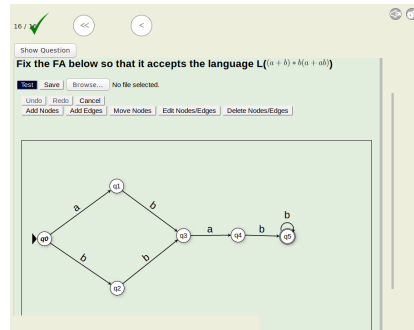 16 / 16
<<
<
Show Question
Fix the FA below so that it accepts the language L((a + b) * b(a + ab))
Test Save Browse... No file selected.
Undo Redo Cancel
Add Nodes Add Edges Move Nodes Edit Nodes/Edges Delete Nodes/Edges
q1
a b
b
q0 q3 a q4 b q5
b b
q2